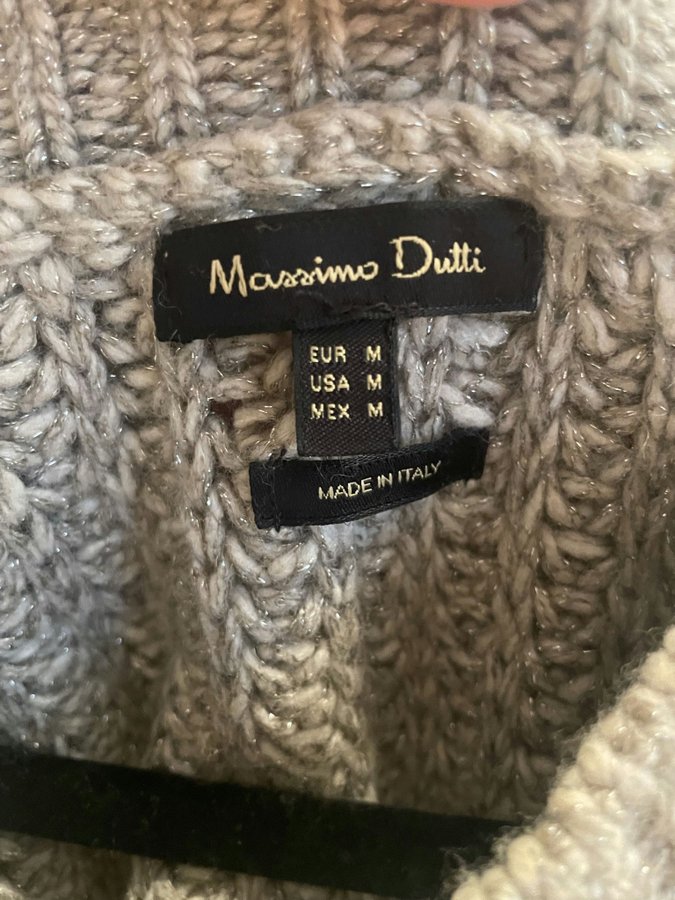 Massimo Dutti
EUR M
USA M
MEX M
MADE IN ITALY